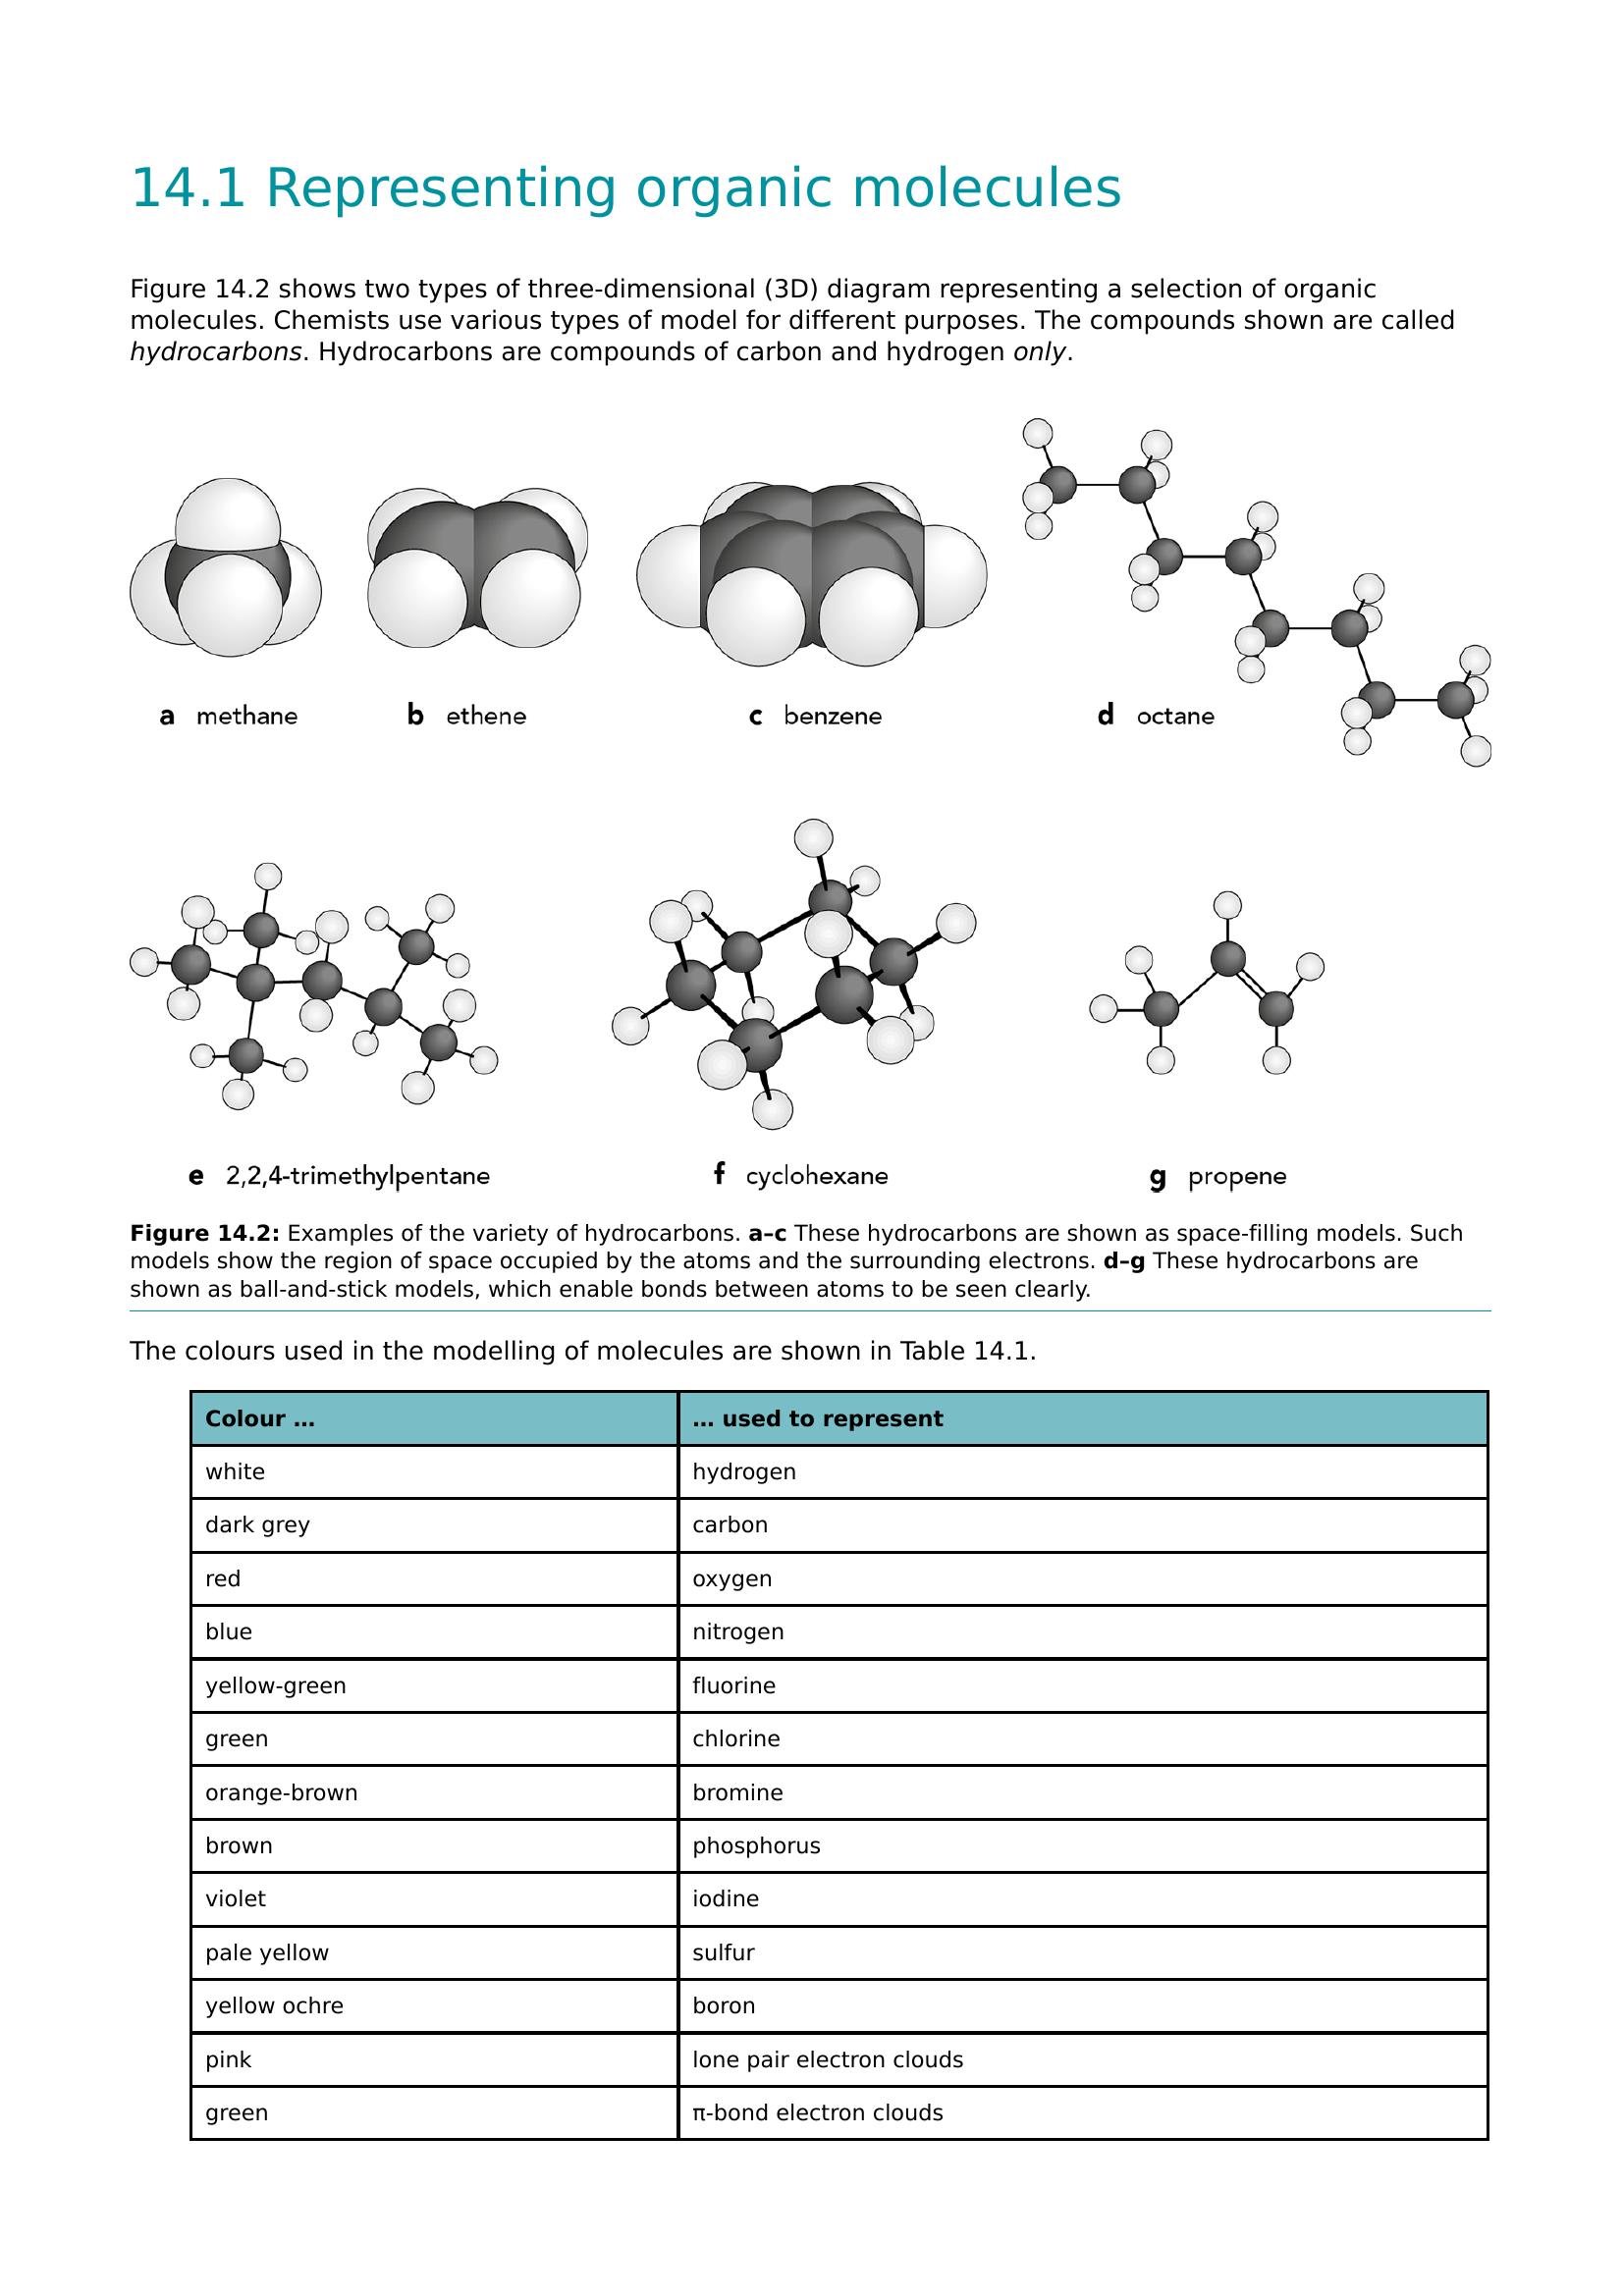 14.1 Representing organic molecules
Figure 14.2 shows two types of three-dimensional (3D) diagram representing a selection of organic
molecules. Chemists use various types of model for different purposes. The compounds shown are called
hydrocarbons. Hydrocarbons are compounds of carbon and hydrogen only.
a methane
b ethene
c benzene
d octane
e 2,2,4-trimethylpentane
f cyclohexane
g propene
Figure 14.2: Examples of the variety of hydrocarbons. a–c These hydrocarbons are shown as space-filling models. Such
models show the region of space occupied by the atoms and the surrounding electrons. d–g These hydrocarbons are
shown as ball-and-stick models, which enable bonds between atoms to be seen clearly.
The colours used in the modelling of molecules are shown in Table 14.1.
Colour … … used to represent
white hydrogen
dark grey carbon
red oxygen
blue nitrogen
yellow-green fluorine
green chlorine
orange-brown bromine
brown phosphorus
violet iodine
pale yellow sulfur
yellow ochre boron
pink lone pair electron clouds
green π-bond electron clouds